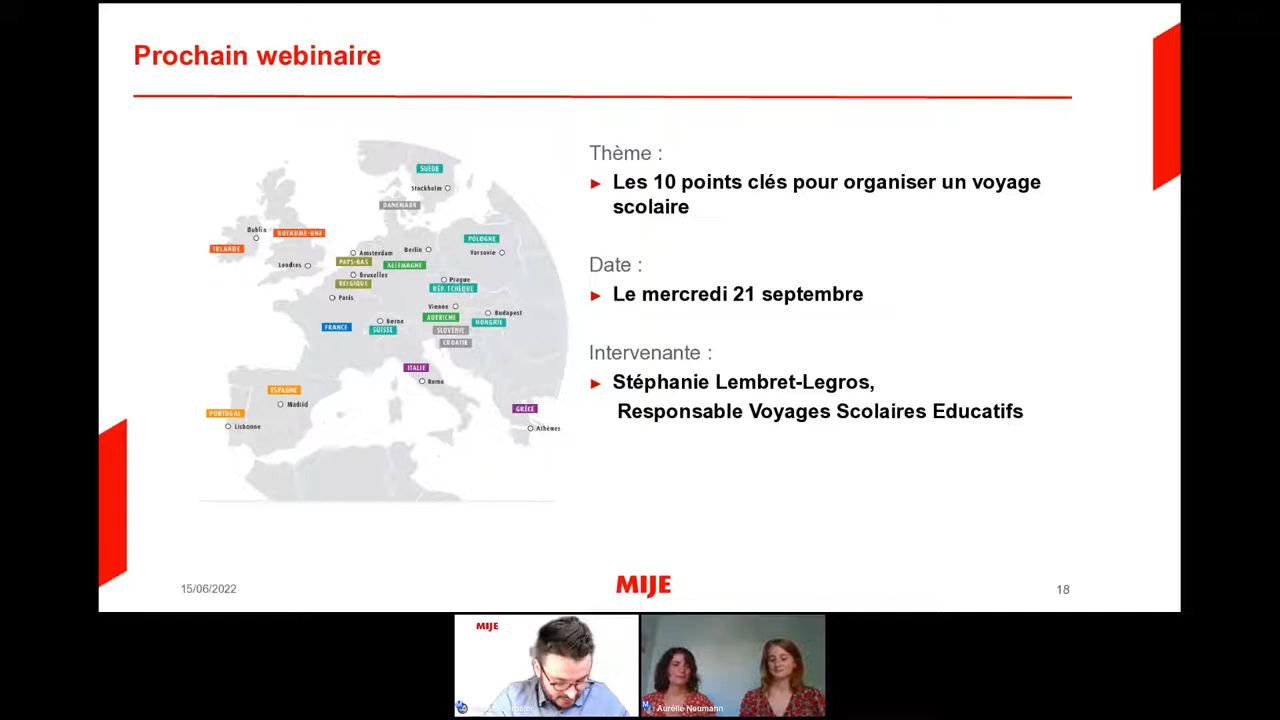 Prochain webinaire
SUÈDE
Stockholm
DANEMARK
Dublin
ROYAUME-UNI
IRLANDE
Londres
Amsterdam
Berlin
POLOGNE
Varsovie
PAYS-BAS
ALLEMAGNE
Bruxelles
BELGIQUE
Prague
RÉP. TCHÈQUE
Paris
Vienne
AUTRICHE
Budapest
HONGRIE
FRANCE
Berne
SUISSE
SLOVÉNIE
CROATIE
ITALIE
Rome
ESPAGNE
Madrid
PORTUGAL
Lisbonne
GRÈCE
Athènes
Thème :
► Les 10 points clés pour organiser un voyage
scolaire
Date :
► Le mercredi 21 septembre
Intervenante :
► Stéphanie Lembret-Legros,
Responsable Voyages Scolaires Educatifs
15/06/2022
MIJE
18
MIJE
Aurélie Neumann